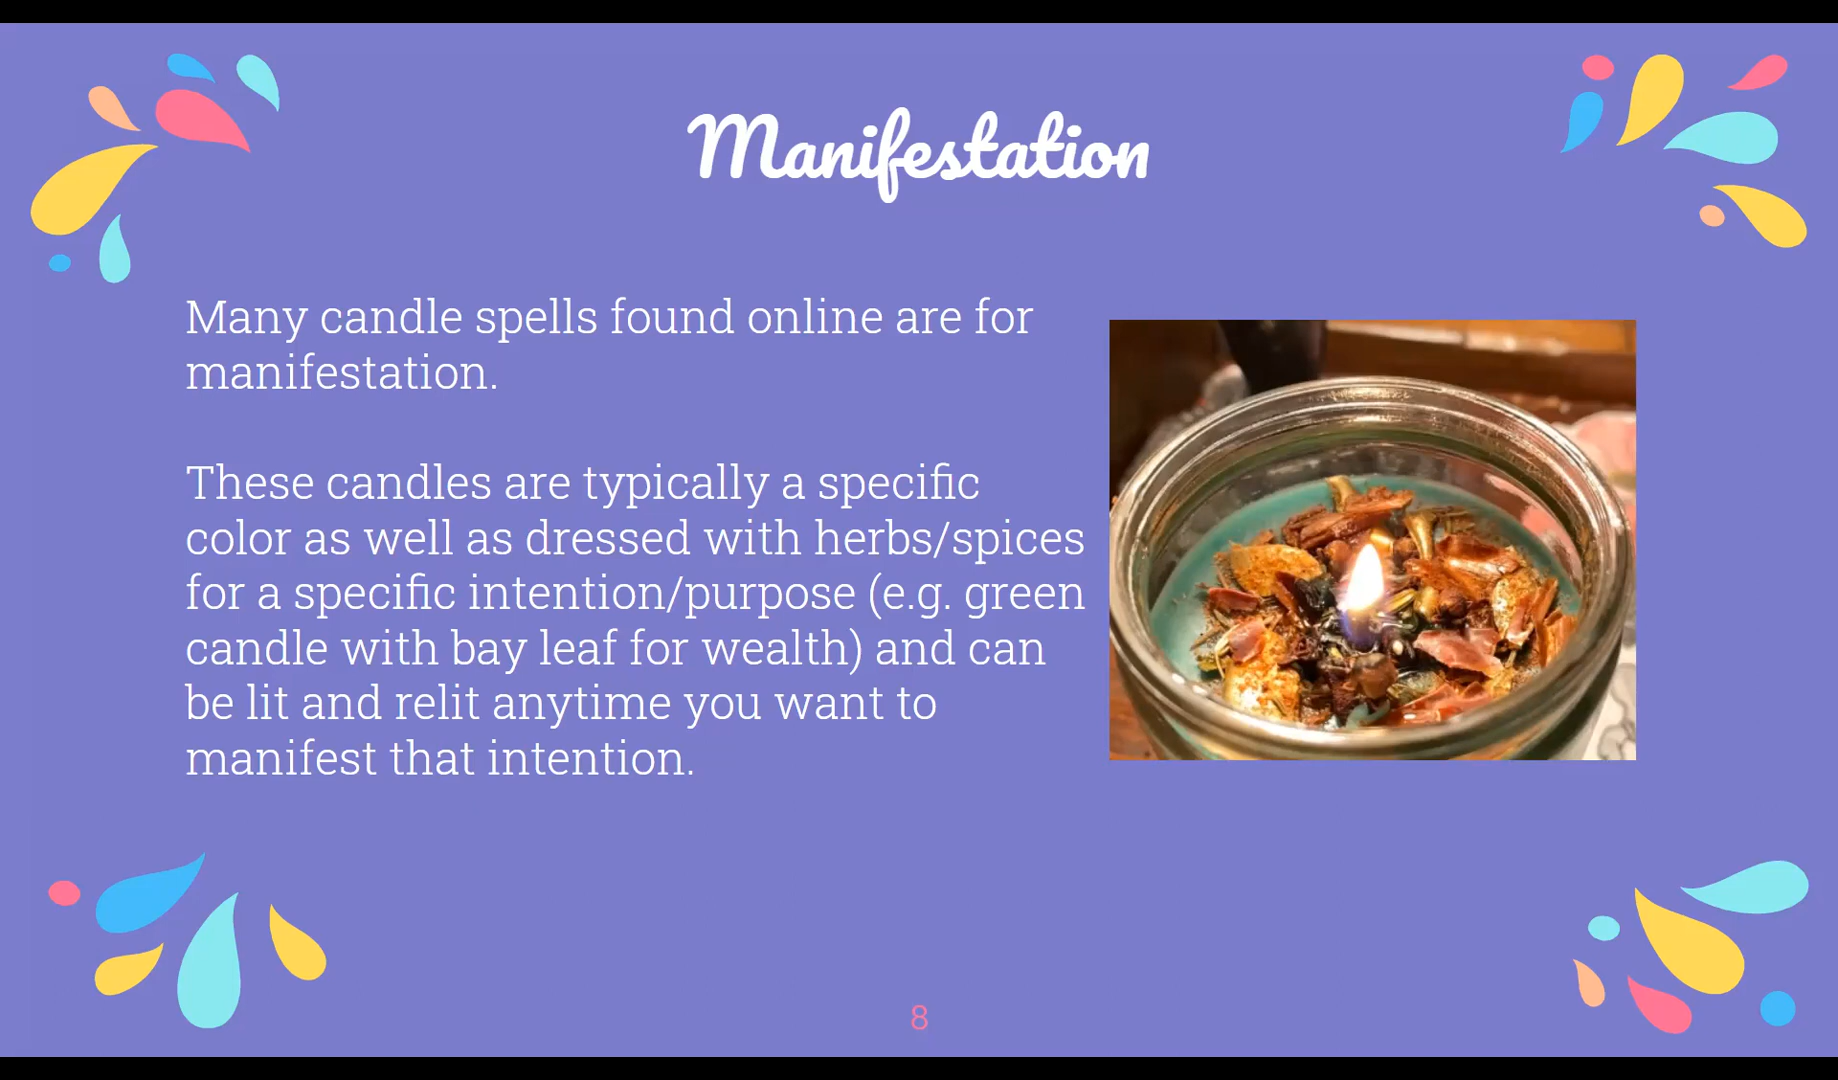 Manifestation
Many candle spells found online are for
manifestation.
These candles are typically a specific
color as well as dressed with herbs/spices
for a specific intention/purpose (e.g. green
candle with bay leaf for wealth) and can
be lit and relit anytime you want to
manifest that intention.
8